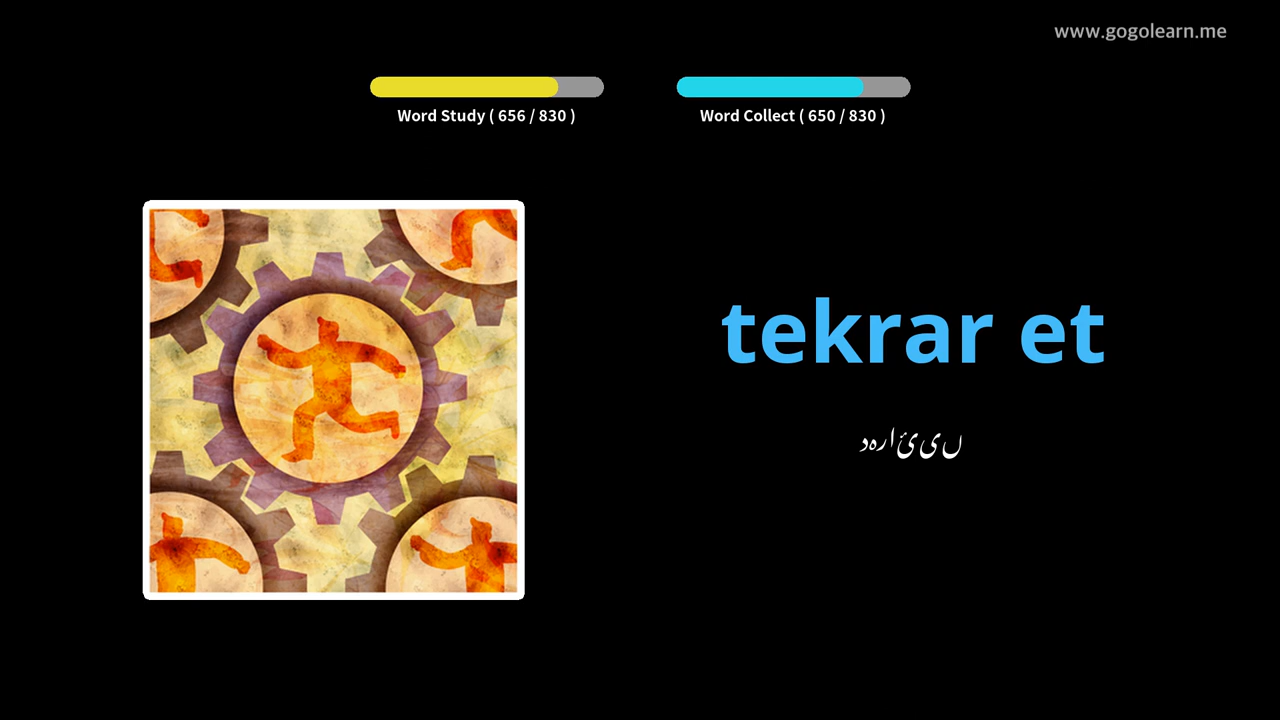 www.gogolearn.me
Word Study ( 656 / 830 )
Word Collect ( 650 / 830 )
tekrar et
دہرائیں